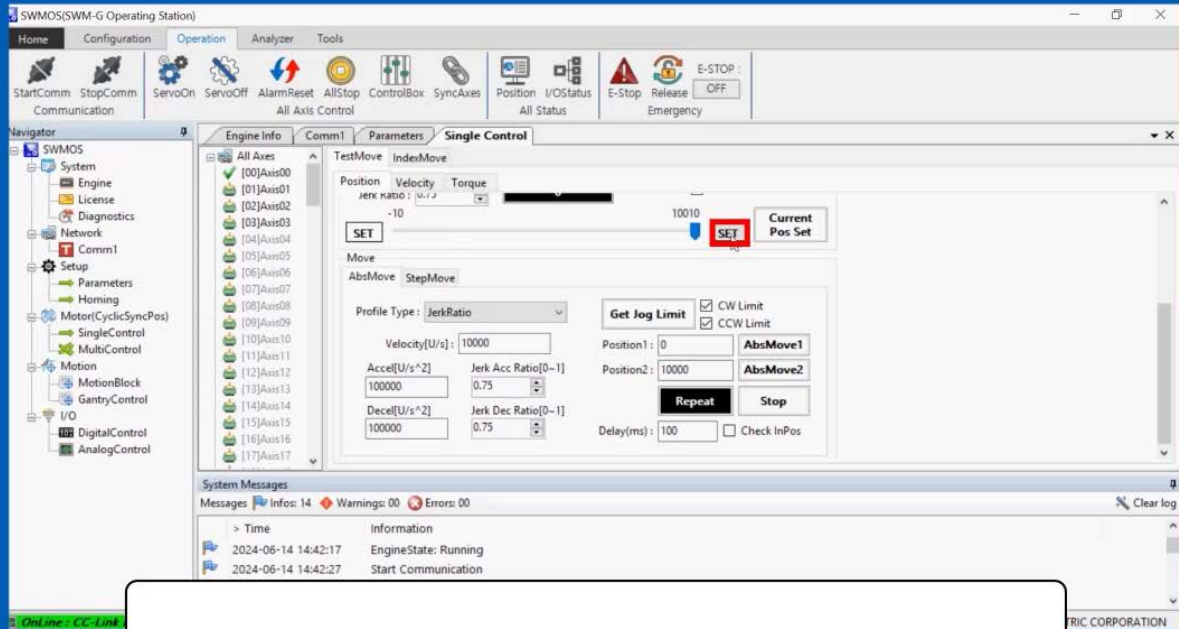 SWMOS(SWM-G Operating Station)
Home Configuration Operation Analyzer Tools
StartComm StopComm ServoOn ServoOff AlarmReset AllStop ControlBox SyncAxes Position I/OStatus E-Stop Release E-STOP : OFF
Communication All Axis Control All Status Emergency
Navigator
SWMOS
System
Engine
License
Diagnostics
Network
Comm1
Setup
Parameters
Homing
Motor(CyclicSyncPos)
SingleControl
MultiControl
Motion
MotionBlock
GantryControl
I/O
DigitalControl
AnalogControl
Engine Info Comm1 Parameters Single Control
All Axes
[00]Axis00
[01]Axis01
[02]Axis02
[03]Axis03
[04]Axis04
[05]Axis05
[06]Axis06
[07]Axis07
[08]Axis08
[09]Axis09
[10]Axis10
[11]Axis11
[12]Axis12
[13]Axis13
[14]Axis14
[15]Axis15
[16]Axis16
[17]Axis17
TestMove IndexMove
Position Velocity Torque
Jerk Ratio : 0.75
-10 10010
SET SET Current Pos Set
Move
AbsMove StepMove
Profile Type : JerkRatio
Velocity[U/s] : 10000
Accel[U/s^2] Jerk Acc Ratio[0~1]
100000 0.75
Decel[U/s^2] Jerk Dec Ratio[0~1]
100000 0.75
Get Jog Limit CW Limit
CCW Limit
Position1 : 0 AbsMove1
Position2 : 10000 AbsMove2
Repeat Stop
Delay(ms) : 100 Check InPos
System Messages
Messages Infos: 14 Warnings: 00 Errors: 00 Clear log
> Time Information
2024-06-14 14:42:17 EngineState: Running
2024-06-14 14:42:27 Start Communication
OnLine : CC-Link TRIC CORPORATION